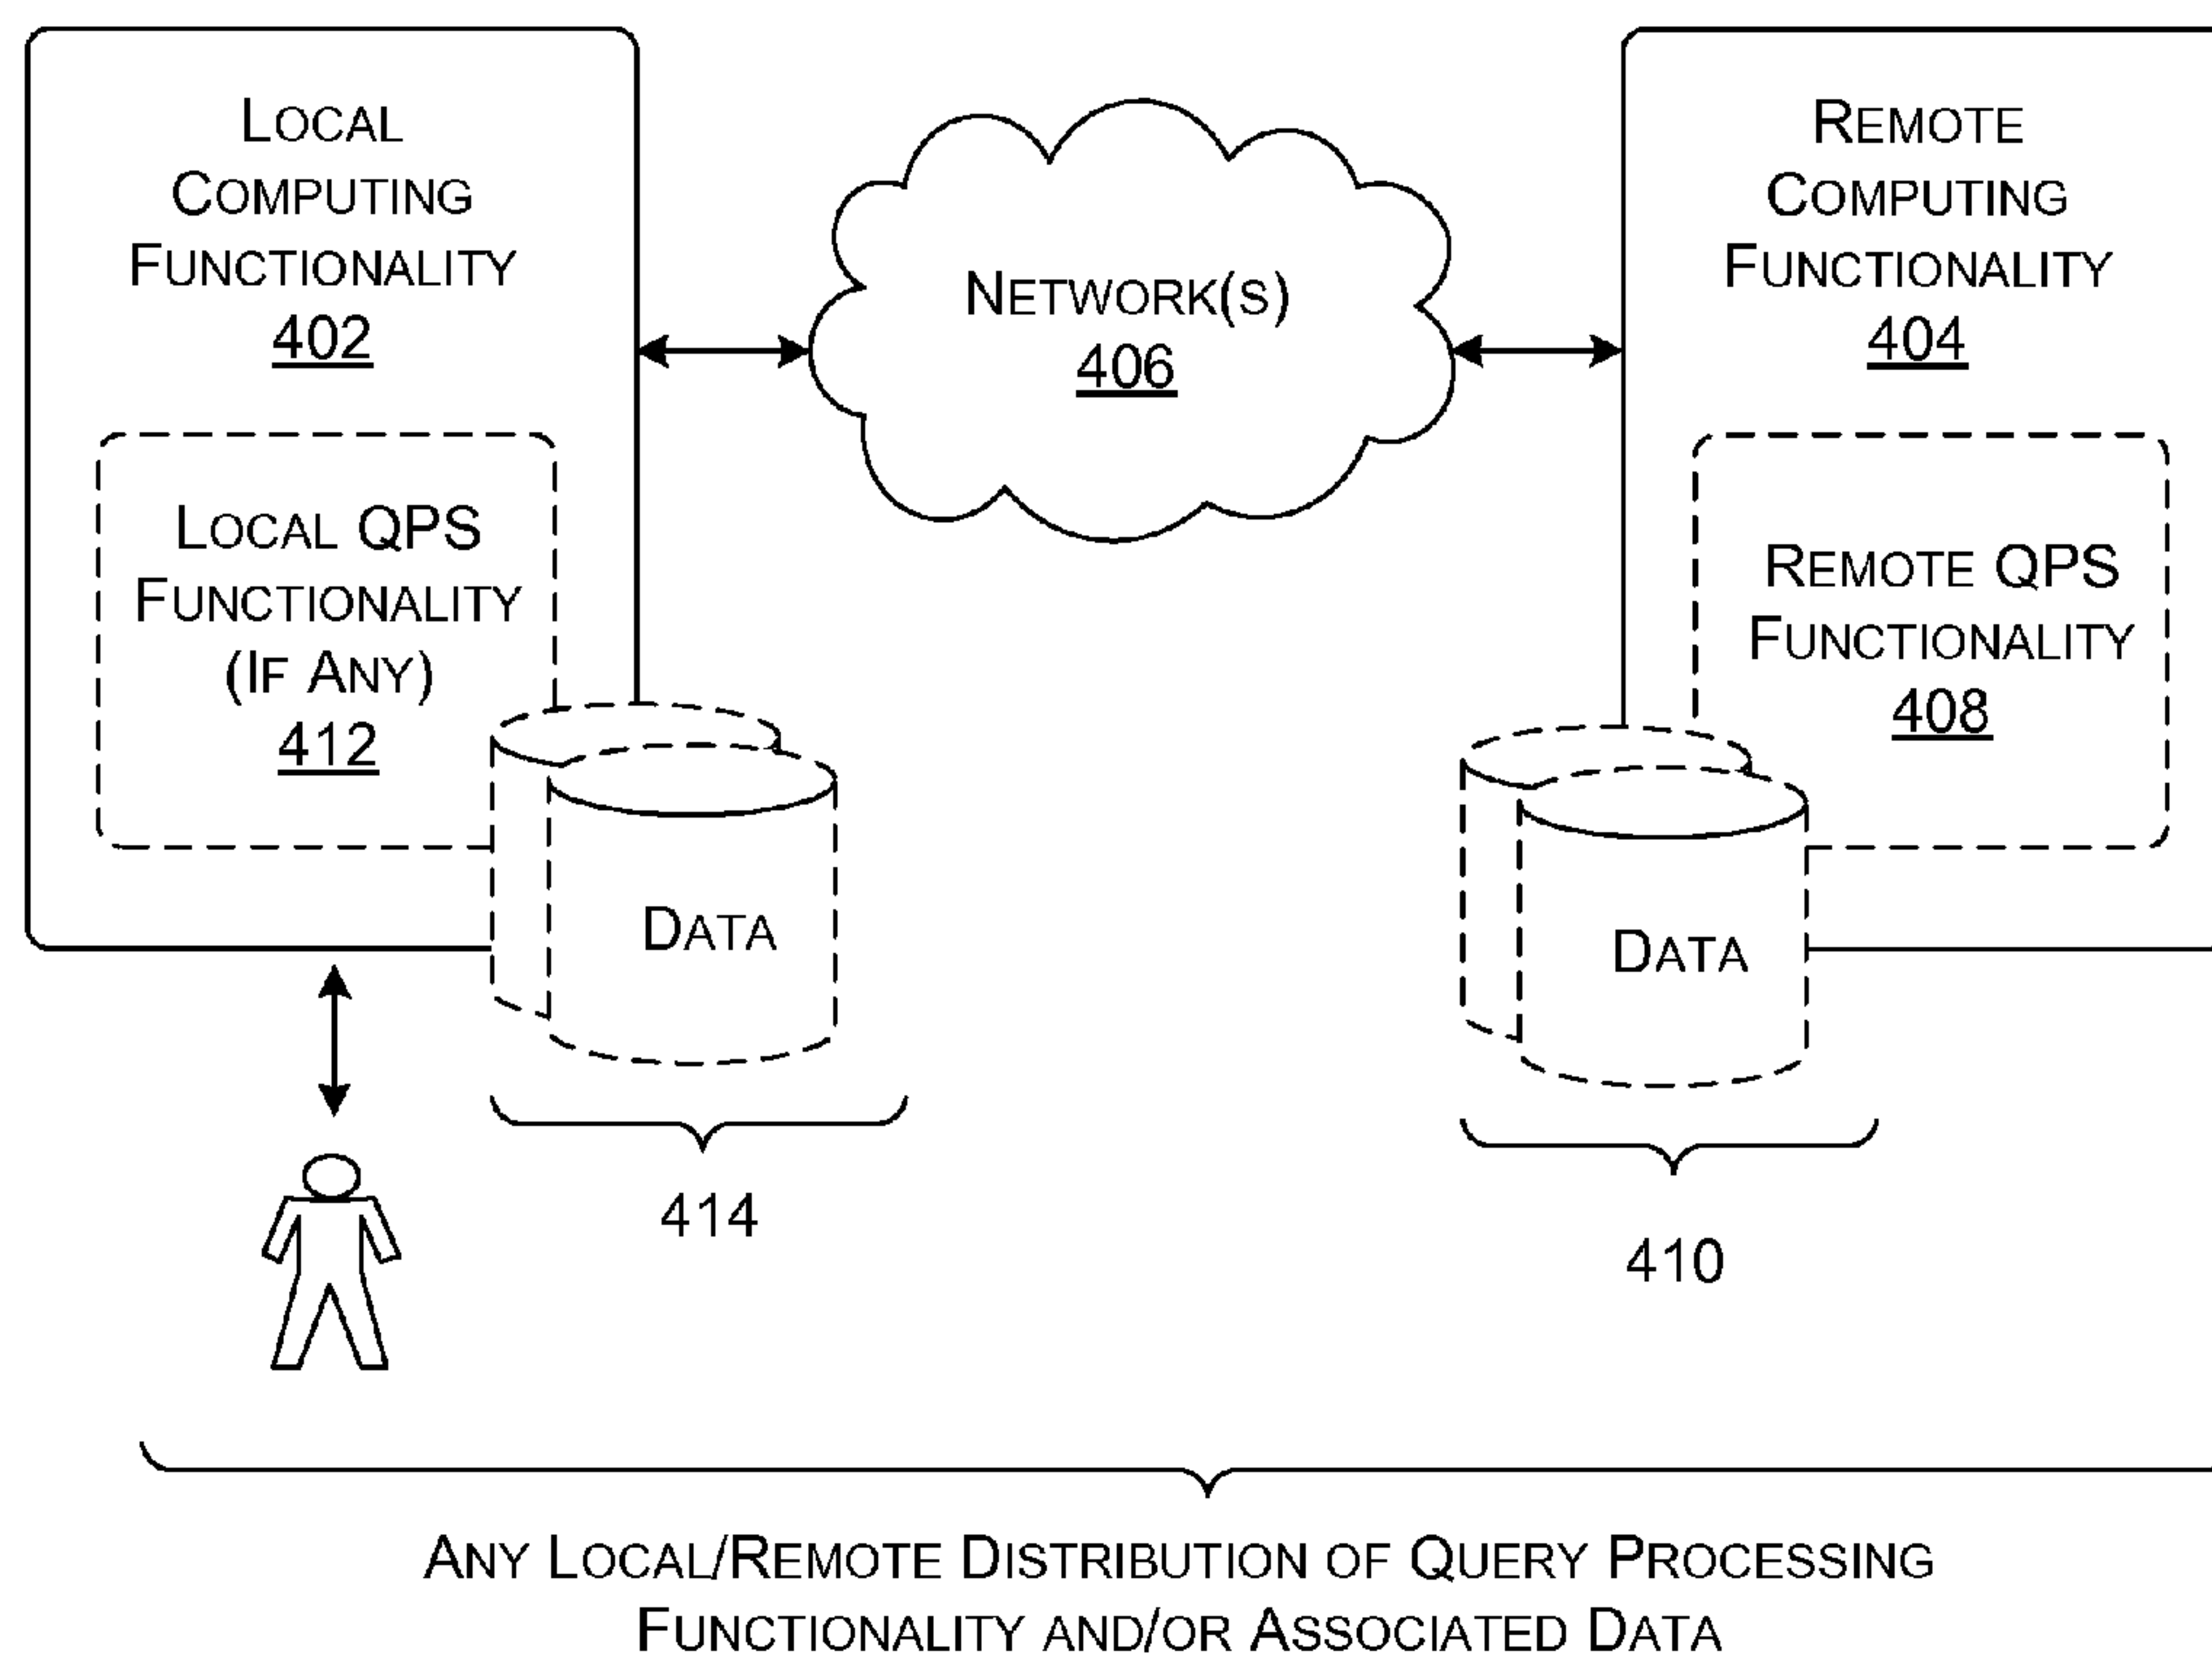 LOCAL
COMPUTING
FUNCTIONALITY
402
LOCAL QPS
FUNCTIONALITY
(IF ANY)
412
NETWORK(S)
406
REMOTE
COMPUTING
FUNCTIONALITY
404
REMOTE QPS
FUNCTIONALITY
408
DATA
414
DATA
410
ANY LOCAL/REMOTE DISTRIBUTION OF QUERY PROCESSING
FUNCTIONALITY AND/OR ASSOCIATED DATA